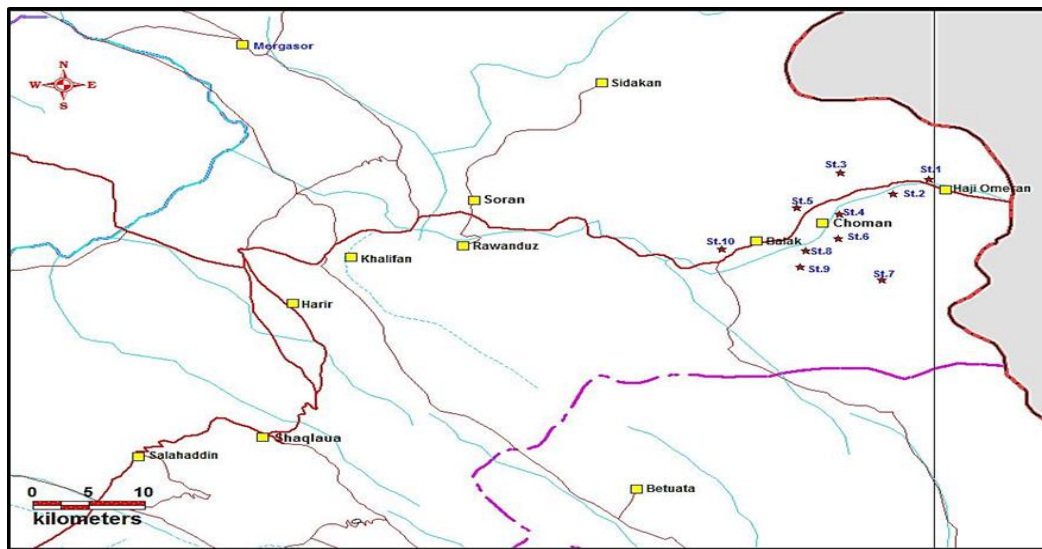 Mergasor
N
W E
S
Sidakan
St.3
St.1
Haji Omeran
St.2
Soran
St.5
St.4
Choman
Rawanduz
St.10
Balak
St.6
St.8
Khalifan
St.9
St.7
Harir
Shaqlaua
Salahaddin
Betuata
0 5 10
kilometers